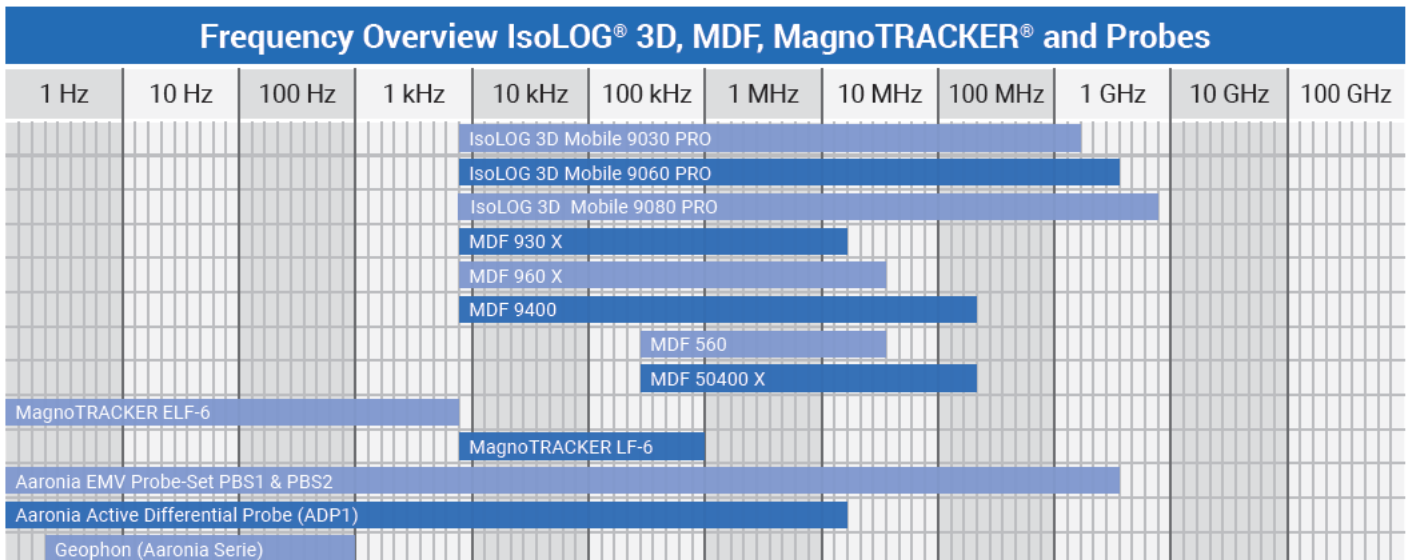 Frequency Overview IsoLOG® 3D, MDF, MagnoTRACKER® and Probes
1 Hz 10 Hz 100 Hz 1 kHz 10 kHz 100 kHz 1 MHz 10 MHz 100 MHz 1 GHz 10 GHz 100 GHz
IsoLOG 3D Mobile 9030 PRO
IsoLOG 3D Mobile 9060 PRO
IsoLOG 3D Mobile 9080 PRO
MDF 930 X
MDF 960 X
MDF 9400
MDF 560
MDF 50400 X
MagnoTRACKER ELF-6
MagnoTRACKER LF-6
Aaronia EMV Probe-Set PBS1 & PBS2
Aaronia Active Differential Probe (ADP1)
Geophon (Aaronia Serie)